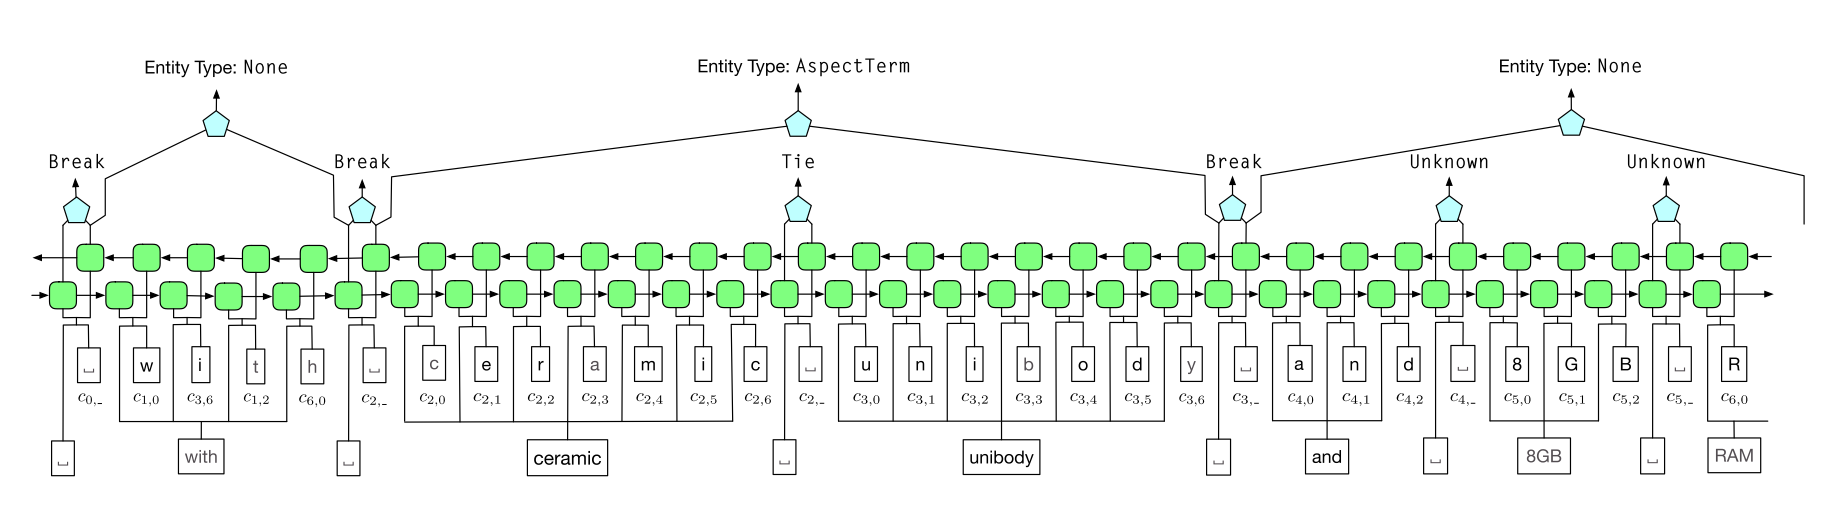 Entity Type: None Entity Type: AspectTerm Entity Type: None
Break Break Tie Break Unknown Unknown
␣ w i t h ␣ c e r a m i c ␣ u n i b o d y ␣ a n d ␣ 8 G B ␣ R
c0,_ c1,0 c3,6 c1,2 c6,0 c2,_ c2,0 c2,1 c2,2 c2,3 c2,4 c2,5 c2,6 c2,_ c3,0 c3,1 c3,2 c3,3 c3,4 c3,5 c3,6 c3,_ c4,0 c4,1 c4,2 c4,_ c5,0 c5,1 c5,2 c5,_ c6,0
␣ with ␣ ceramic ␣ unibody ␣ and ␣ 8GB ␣ RAM